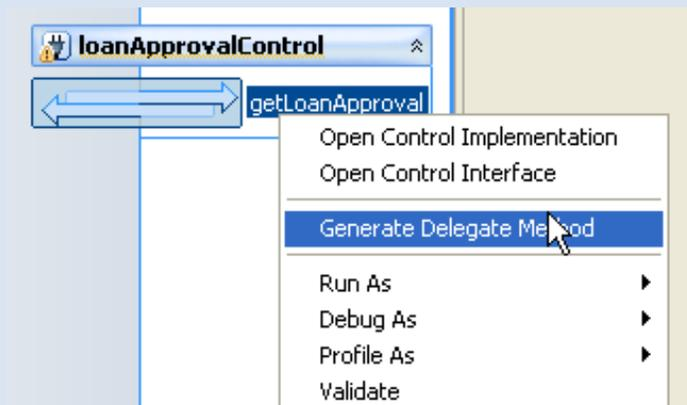 loanApprovalControl
getLoanApproval
Open Control Implementation
Open Control Interface
Generate Delegate Method
Run As
Debug As
Profile As
Validate